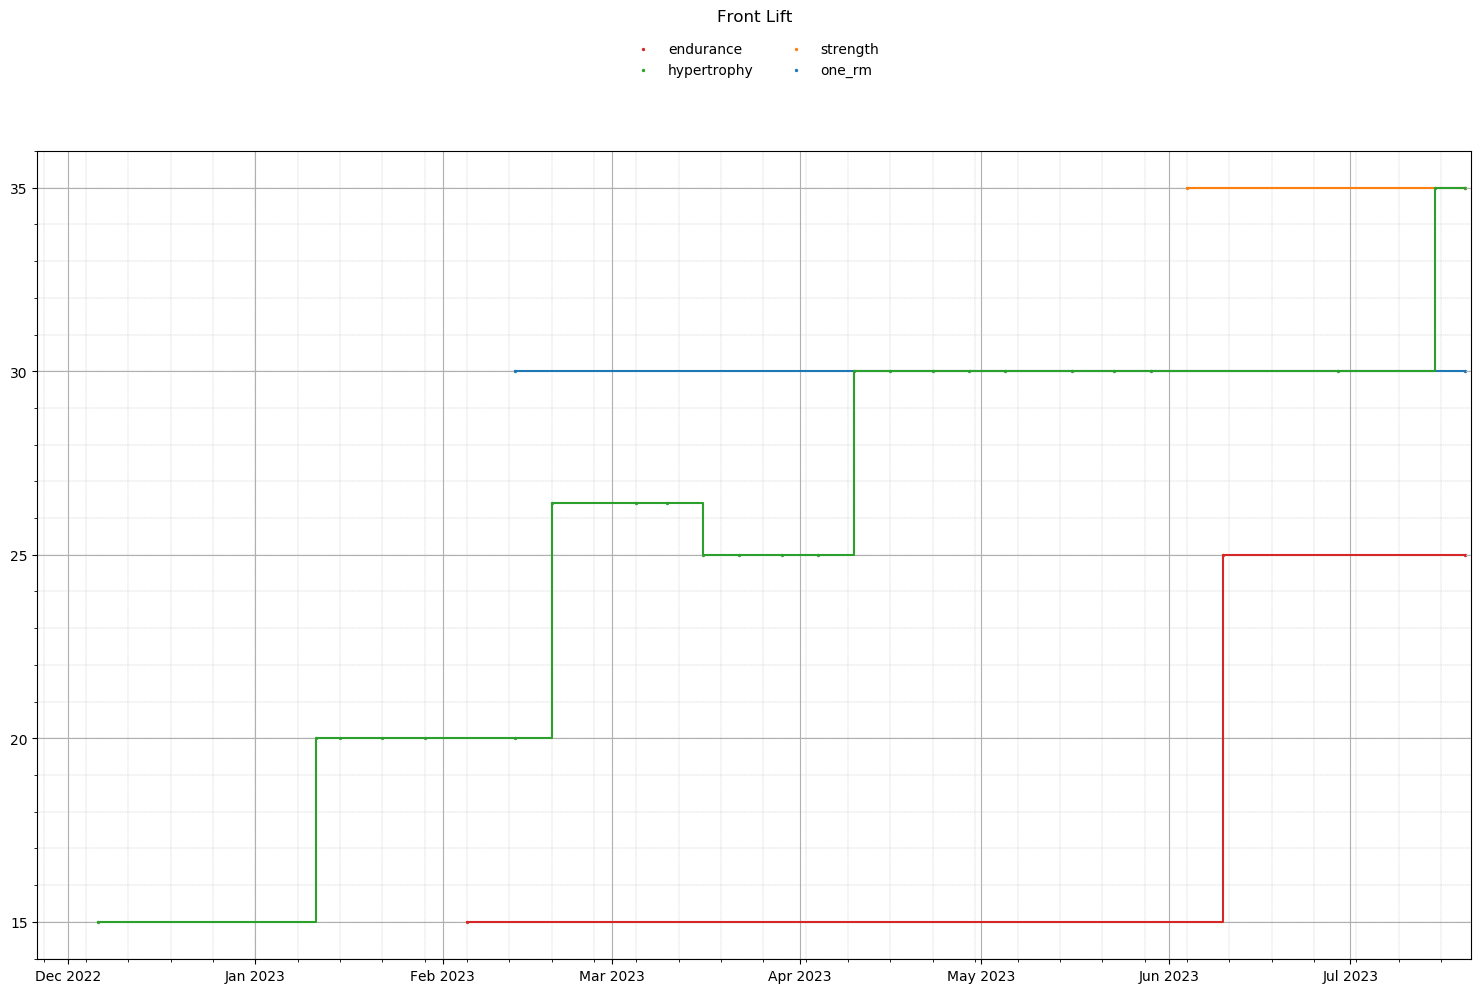 Front Lift
endurance strength
hypertrophy one_rm
35
30
25
20
15
Dec 2022 Jan 2023 Feb 2023 Mar 2023 Apr 2023 May 2023 Jun 2023 Jul 2023